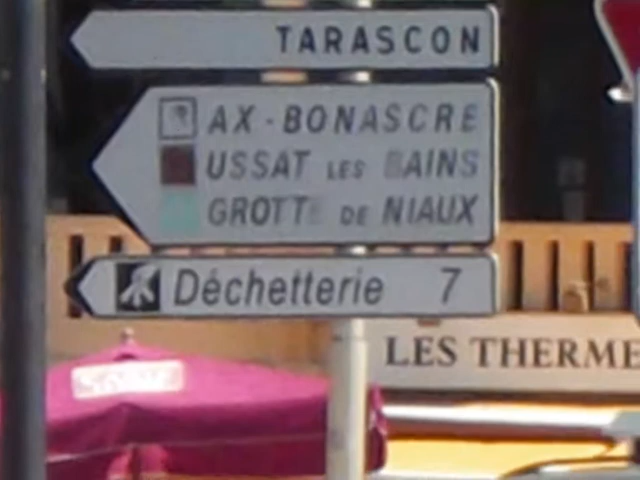 TARASCON
AX-BONASCRE
USSAT LES BAINS
GROTTE DE NIAUX
Déchetterie 7
LES THERME